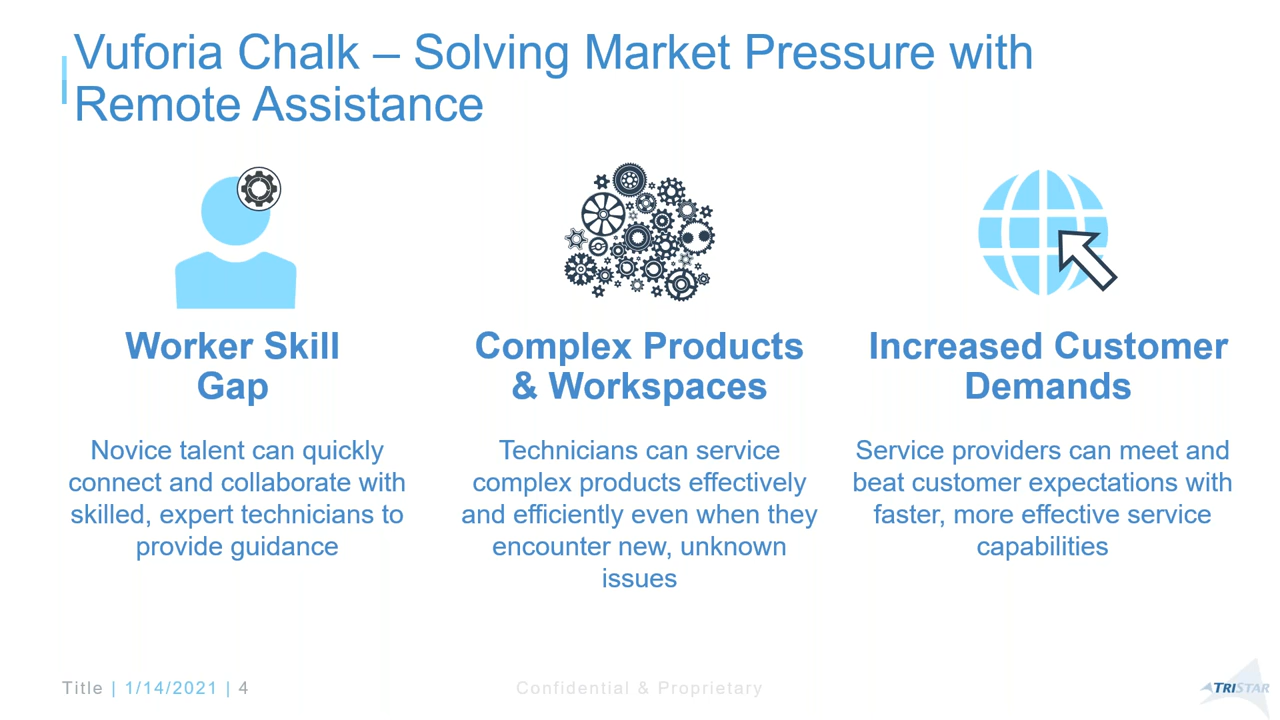 Vuforia Chalk – Solving Market Pressure with
Remote Assistance
Worker Skill
Gap
Novice talent can quickly
connect and collaborate with
skilled, expert technicians to
provide guidance
Complex Products
& Workspaces
Technicians can service
complex products effectively
and efficiently even when they
encounter new, unknown
issues
Increased Customer
Demands
Service providers can meet and
beat customer expectations with
faster, more effective service
capabilities
Title | 1/14/2021 | 4
Confidential & Proprietary
TRISTAR